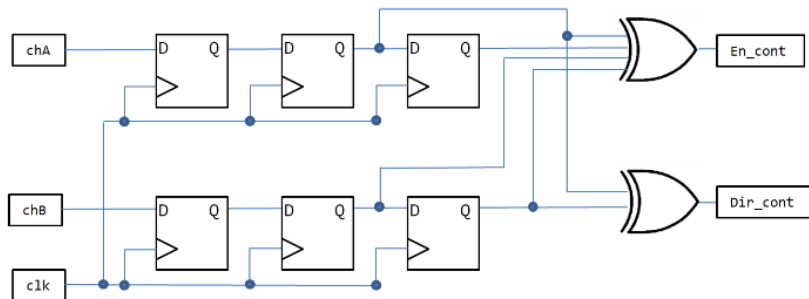 chA
D Q
D Q
D Q
En_cont
chB
D Q
D Q
D Q
Dir_cont
clk